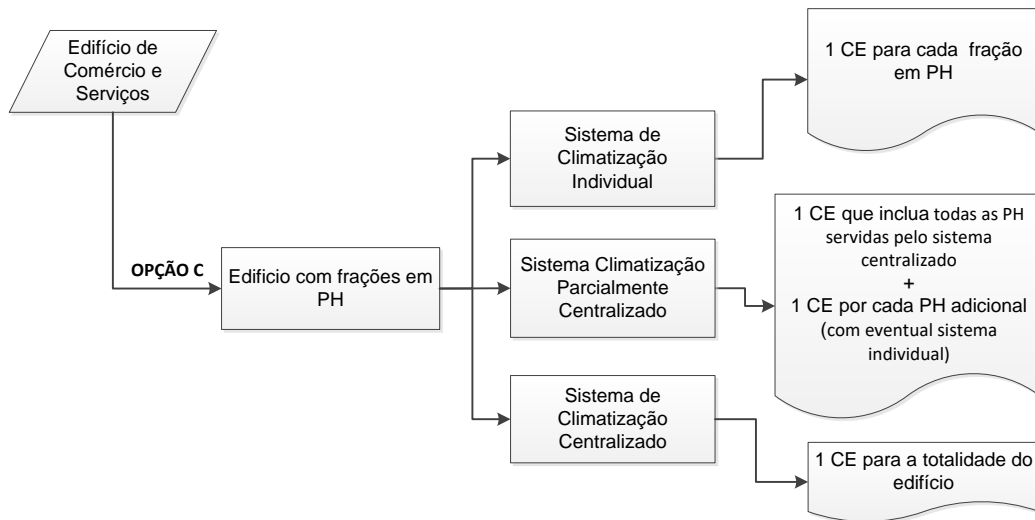 Edifício de
Comércio e
Serviços
OPÇÃO C
Edificio com frações em
PH
Sistema de
Climatização
Individual
1 CE para cada fração
em PH
Sistema Climatização
Parcialmente
Centralizado
1 CE que inclua todas as PH
servidas pelo sistema
centralizado
+
1 CE por cada PH adicional
(com eventual sistema
individual)
Sistema de
Climatização
Centralizado
1 CE para a totalidade do
edifício